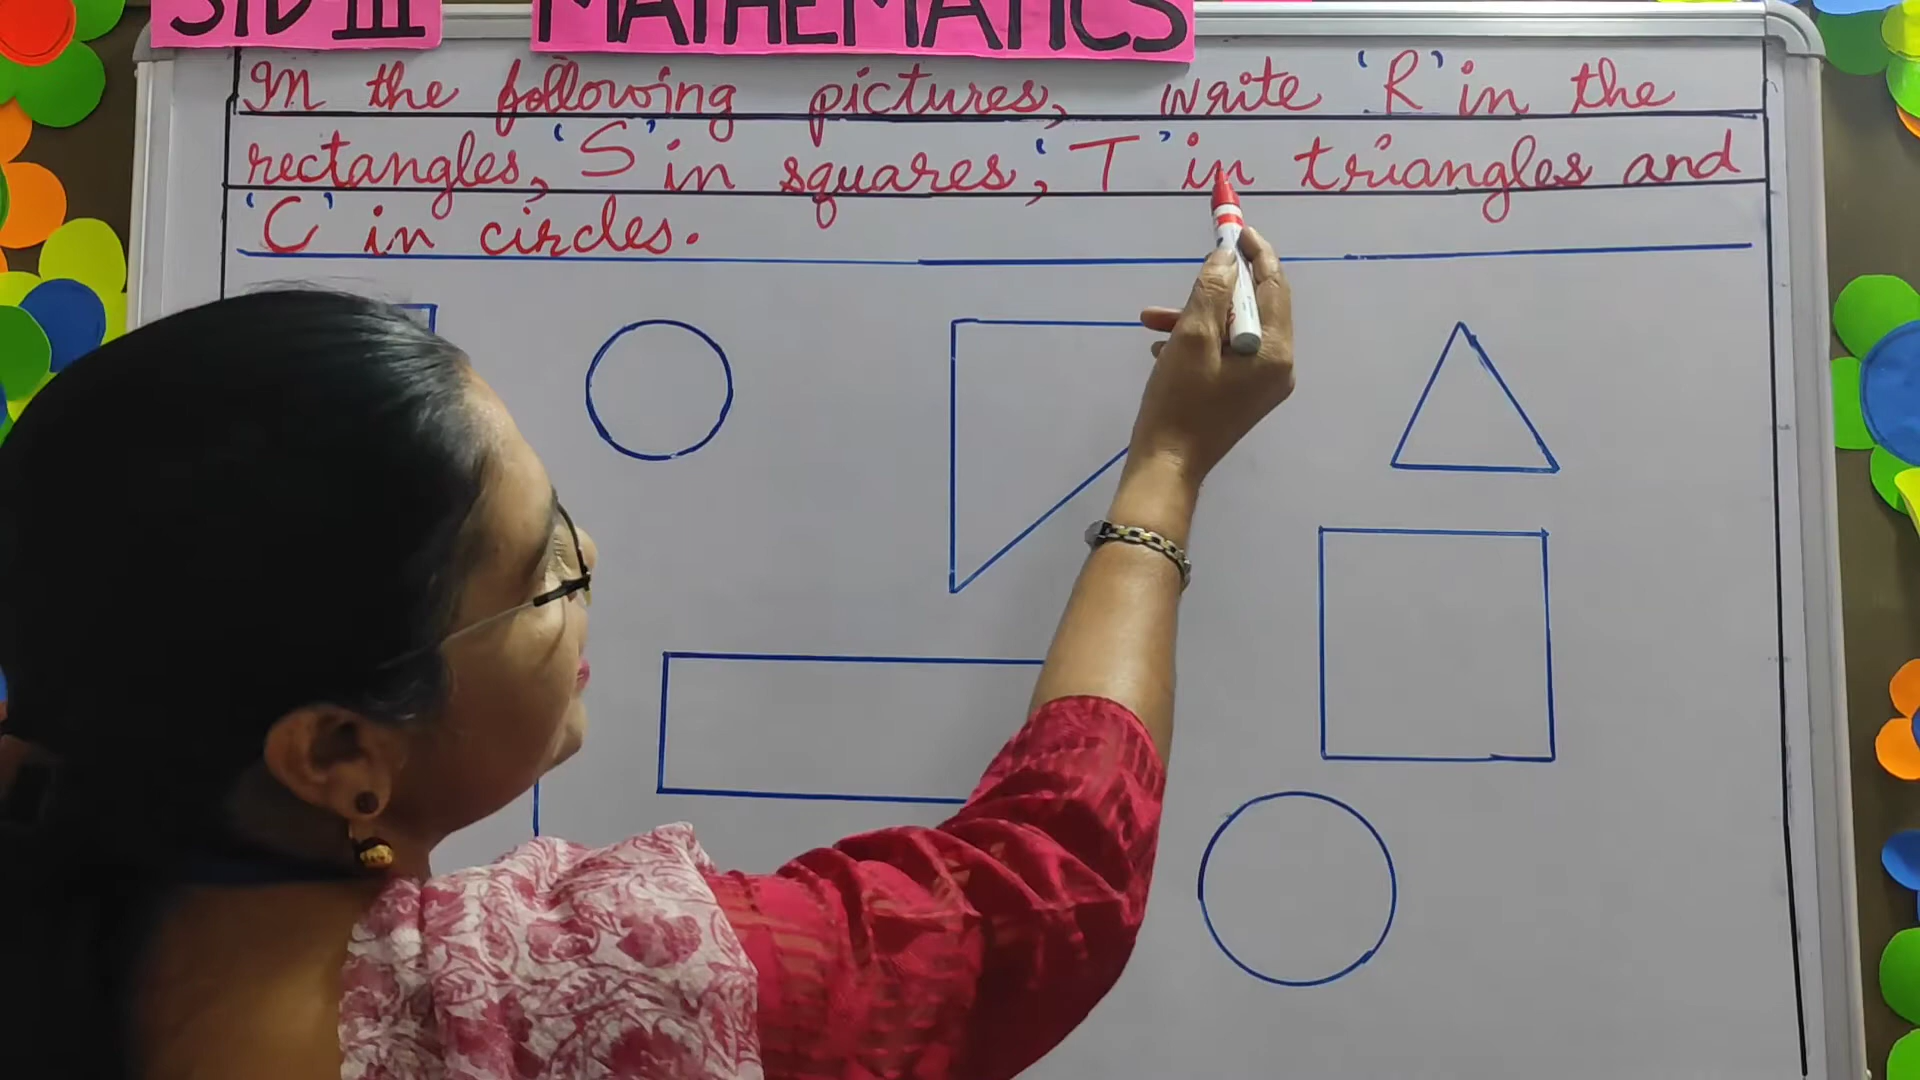 STD-III MATHEMATICS
In the following pictures, write 'R' in the
rectangles, 'S' in squares, 'T' in triangles and
'C' in circles.